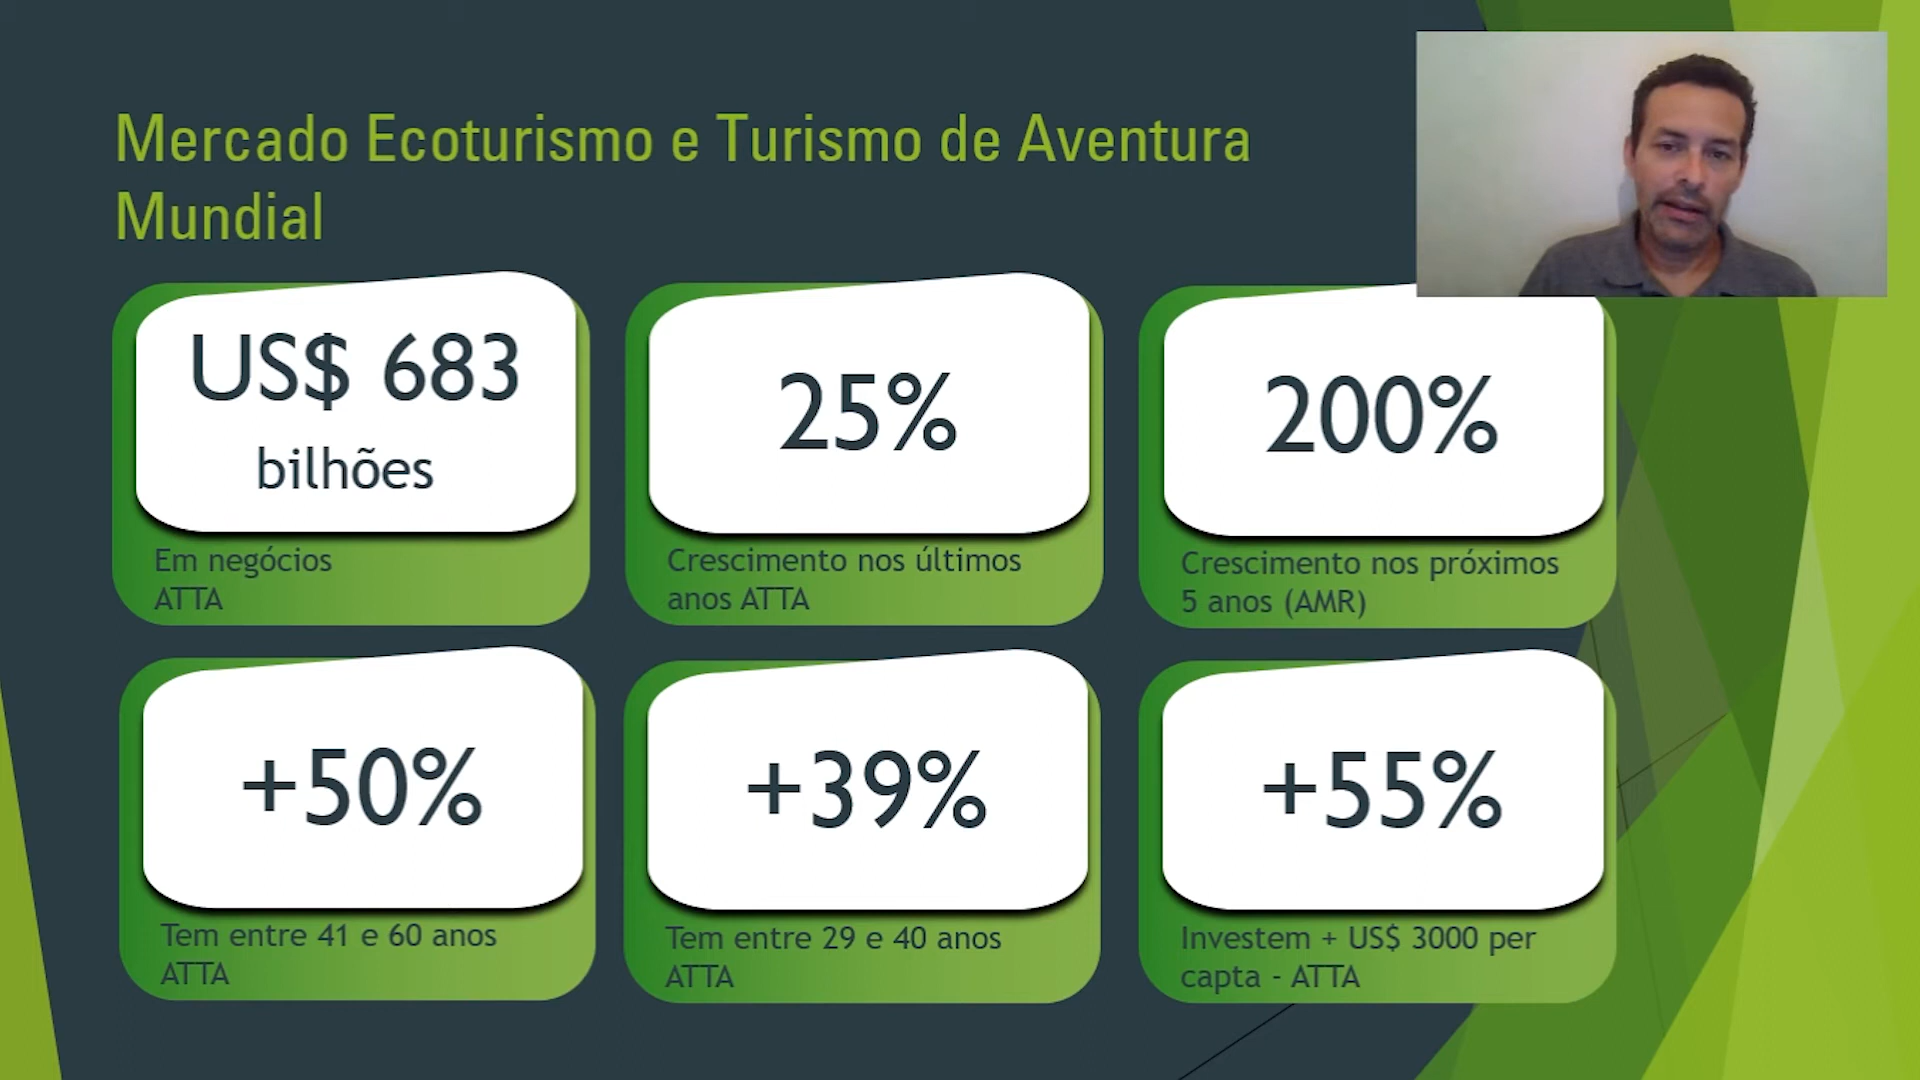 Mercado Ecoturismo e Turismo de Aventura
Mundial
US$ 683
bilhões
Em negócios
ATTA
25%
Crescimento nos últimos
anos ATTA
200%
Crescimento nos próximos
5 anos (AMR)
+50%
Tem entre 41 e 60 anos
ATTA
+39%
Tem entre 29 e 40 anos
ATTA
+55%
Investem + US$ 3000 per
capta - ATTA